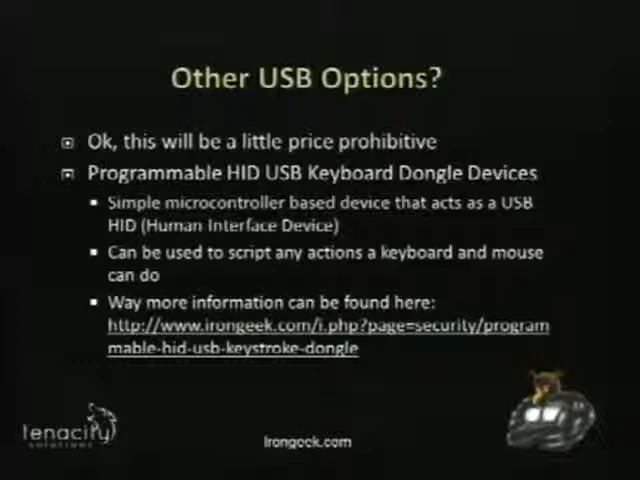 Other USB Options?
Ok, this will be a little price prohibitive
Programmable HID USB Keyboard Dongle Devices
Simple microcontroller based device that acts as a USB
HID (Human Interface Device)
Can be used to script any actions a keyboard and mouse
can do
Way more information can be found here:
http://www.irongeek.com/i.php?page=security/program
mable-hid-usb-keystroke-dongle
tenacity
solutions
Irongeek.com